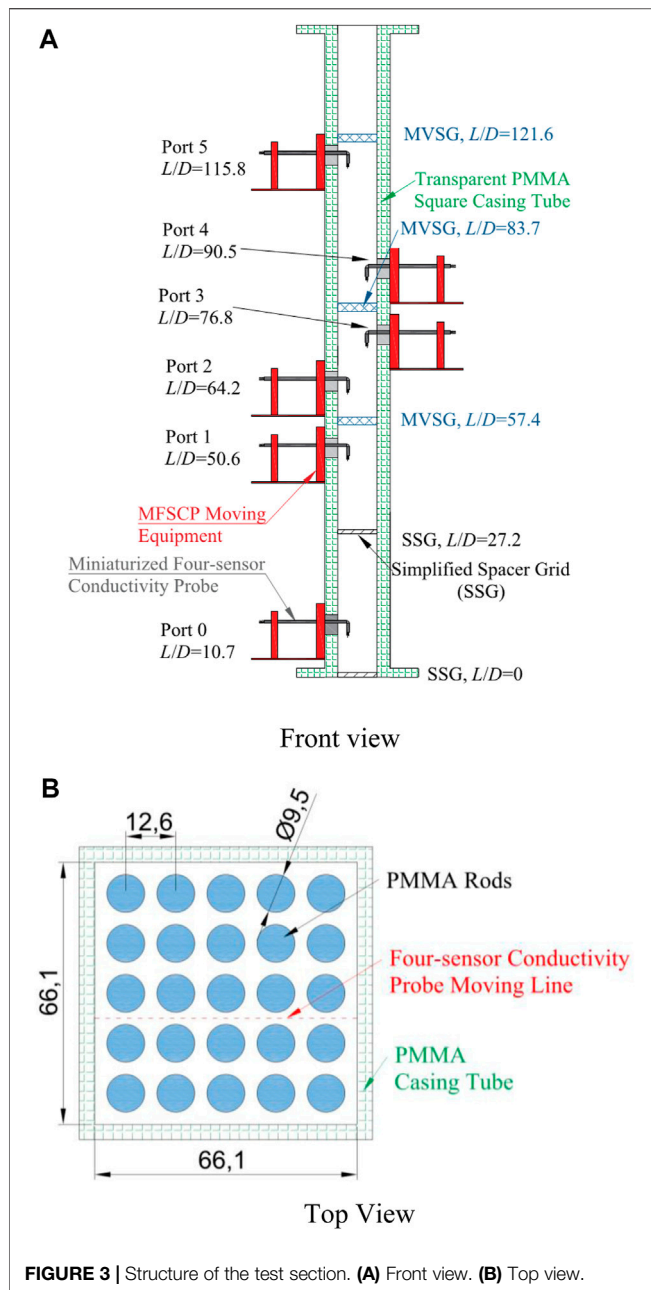 A
Port 5
L/D=115.8
MVSG, L/D=121.6
Transparent PMMA
Square Casing Tube
Port 4
L/D=90.5
MVSG, L/D=83.7
Port 3
L/D=76.8
Port 2
L/D=64.2
MVSG, L/D=57.4
Port 1
L/D=50.6
MFSCP Moving
Equipment
SSG, L/D=27.2
Simplified Spacer Grid
(SSG)
Miniaturized Four-sensor
Conductivity Probe
Port 0
L/D=10.7
SSG, L/D=0
Front view
B
12,6
Ø9,5
66,1
PMMA Rods
Four-sensor Conductivity
Probe Moving Line
PMMA
Casing Tube
66,1
Top View
FIGURE 3 | Structure of the test section. (A) Front view. (B) Top view.